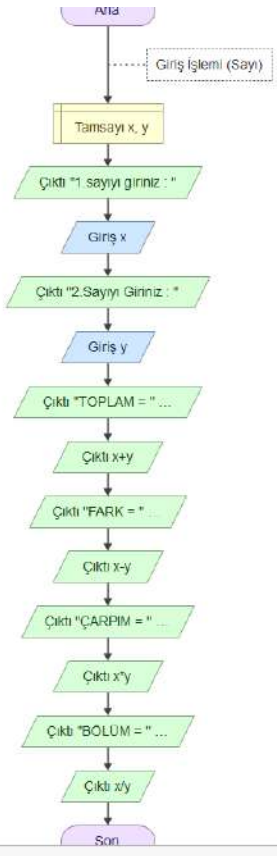 Ana
Giriş İşlemi (Sayı)
Tamsayı x, y
Çıktı "1.sayıyı giriniz : "
Giriş x
Çıktı "2.Sayıyı Giriniz : "
Giriş y
Çıktı "TOPLAM = " ...
Çıktı x+y
Çıktı "FARK = " ...
Çıktı x-y
Çıktı "ÇARPIM = " ...
Çıktı x*y
Çıktı "BÖLÜM = " ...
Çıktı x/y
Son